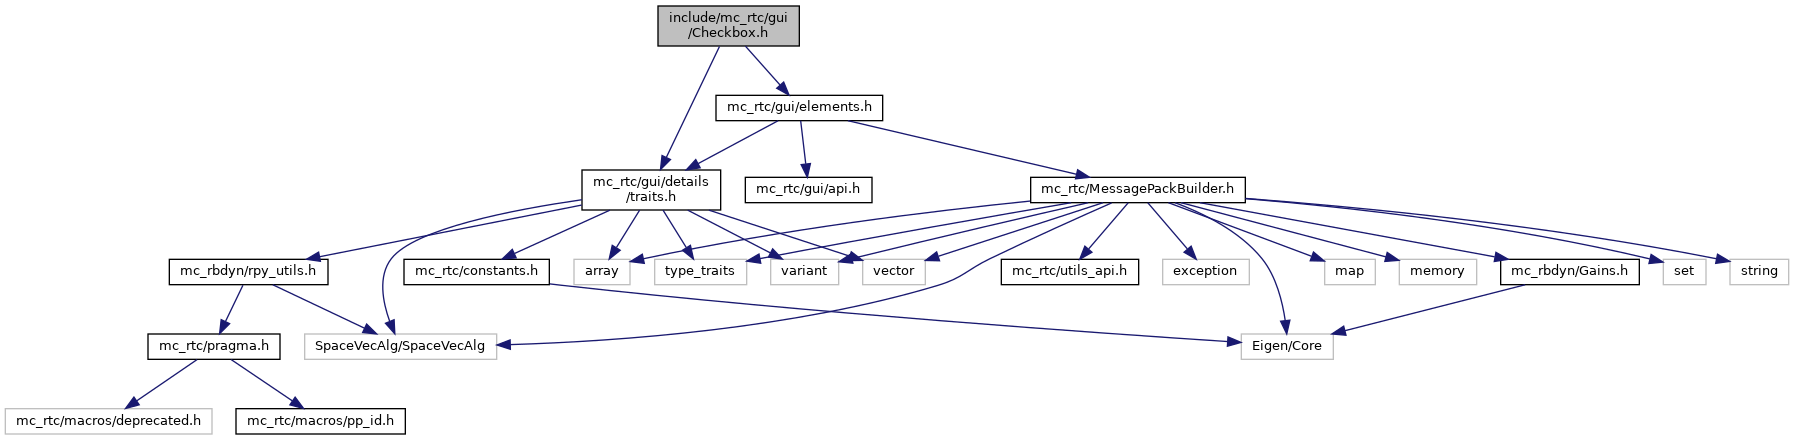 include/mc_rtc/gui
/Checkbox.h
mc_rtc/gui/elements.h
mc_rtc/gui/details
/traits.h
mc_rtc/gui/api.h
mc_rtc/MessagePackBuilder.h
mc_rbdyn/rpy_utils.h
mc_rtc/constants.h
array
type_traits
variant
vector
mc_rtc/utils_api.h
exception
map
memory
mc_rbdyn/Gains.h
set
string
mc_rtc/pragma.h
SpaceVecAlg/SpaceVecAlg
Eigen/Core
mc_rtc/macros/deprecated.h
mc_rtc/macros/pp_id.h